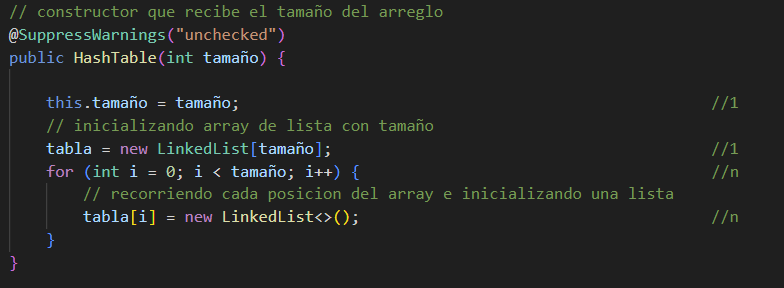 // constructor que recibe el tamaño del arreglo
@SuppressWarnings("unchecked")
public HashTable(int tamaño) {
this.tamaño = tamaño; //1
// inicializando array de lista con tamaño
tabla = new LinkedList[tamaño]; //1
for (int i = 0; i < tamaño; i++) { //n
// recorriendo cada posicion del array e inicializando una lista
tabla[i] = new LinkedList<>(); //n
}
}